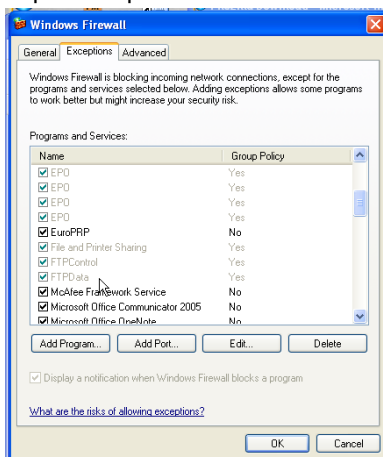 Windows Firewall
General Exceptions Advanced
Windows Firewall is blocking incoming network connections, except for the
programs and services selected below. Adding exceptions allows some programs
to work better but might increase your security risk.
Programs and Services:
Name Group Policy
EPO Yes
EPO Yes
EPO Yes
EPO Yes
EuroPRP No
File and Printer Sharing Yes
FTPControl Yes
FTPData Yes
McAfee Framework Service No
Microsoft Office Communicator 2005 No
Microsoft Office OneNote No
Add Program... Add Port... Edit... Delete
Display a notification when Windows Firewall blocks a program
What are the risks of allowing exceptions?
OK Cancel